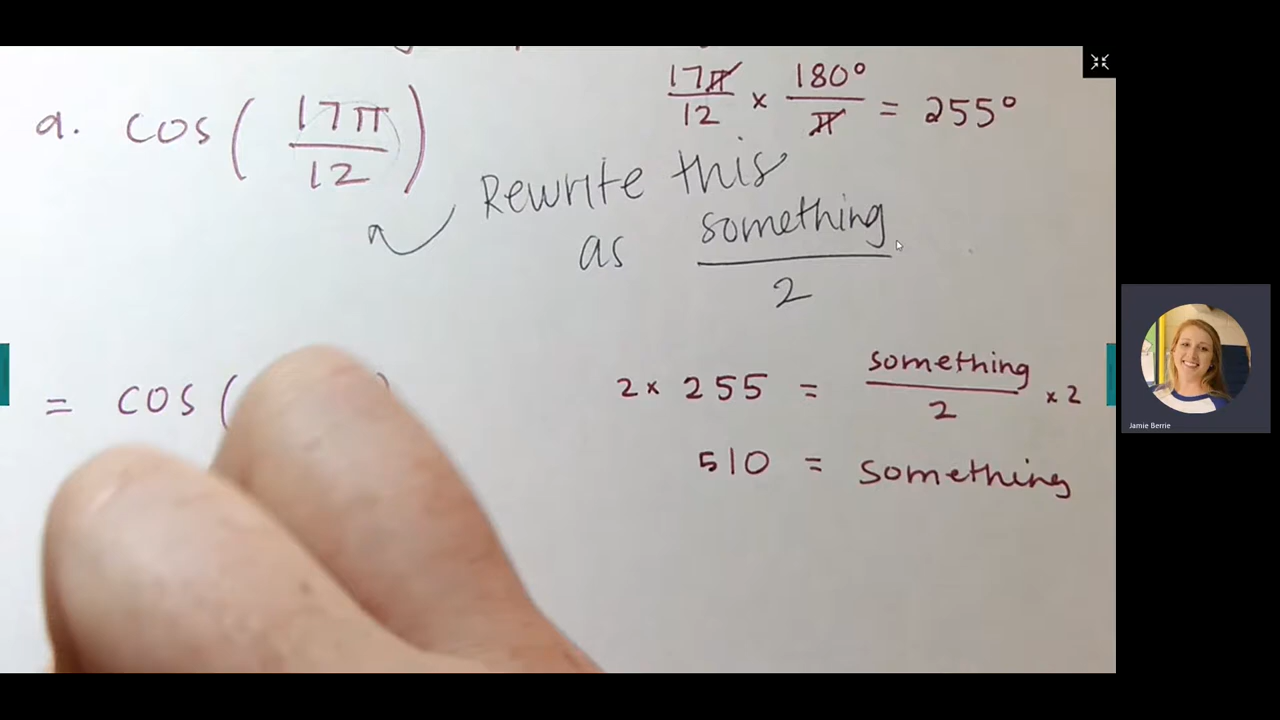 a. cos(17π/12)
17π/12 × 180°/π = 255°
Rewrite this
as something/2
= cos(
2 × 255 = something/2 × 2
510 = something
Jamie Berrie